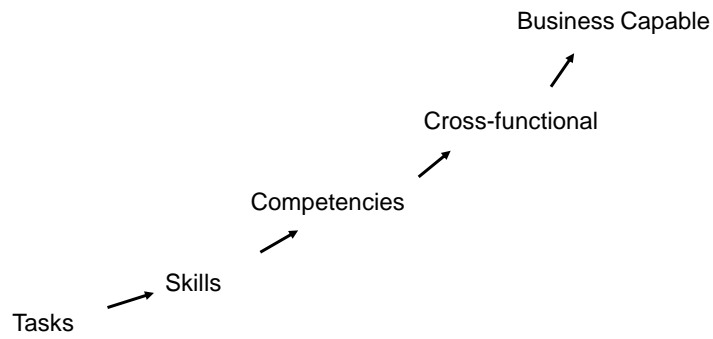 Business Capable
Cross-functional
Competencies
Skills
Tasks